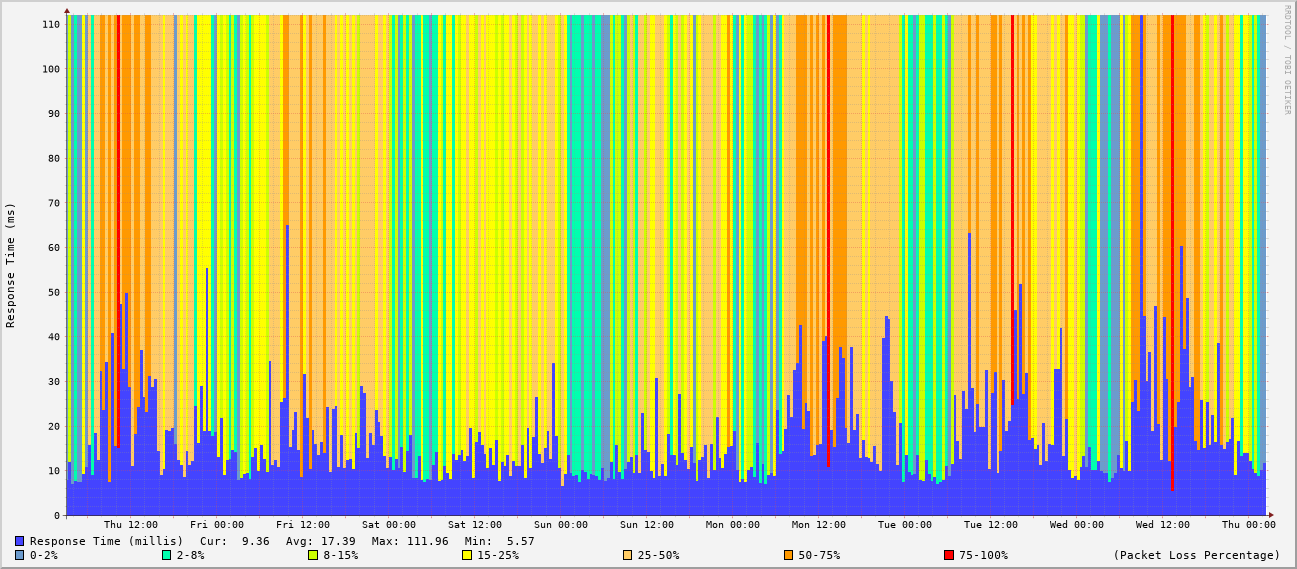 RRDTOOL / TOBI OETIKER
Response Time (ms)
110
100
90
80
70
60
50
40
30
20
10
0
Thu 12:00 Fri 00:00 Fri 12:00 Sat 00:00 Sat 12:00 Sun 00:00 Sun 12:00 Mon 00:00 Mon 12:00 Tue 00:00 Tue 12:00 Wed 00:00 Wed 12:00 Thu 00:00
Response Time (millis) Cur: 9.36 Avg: 17.39 Max: 111.96 Min: 5.57
0-2% 2-8% 8-15% 15-25% 25-50% 50-75% 75-100% (Packet Loss Percentage)